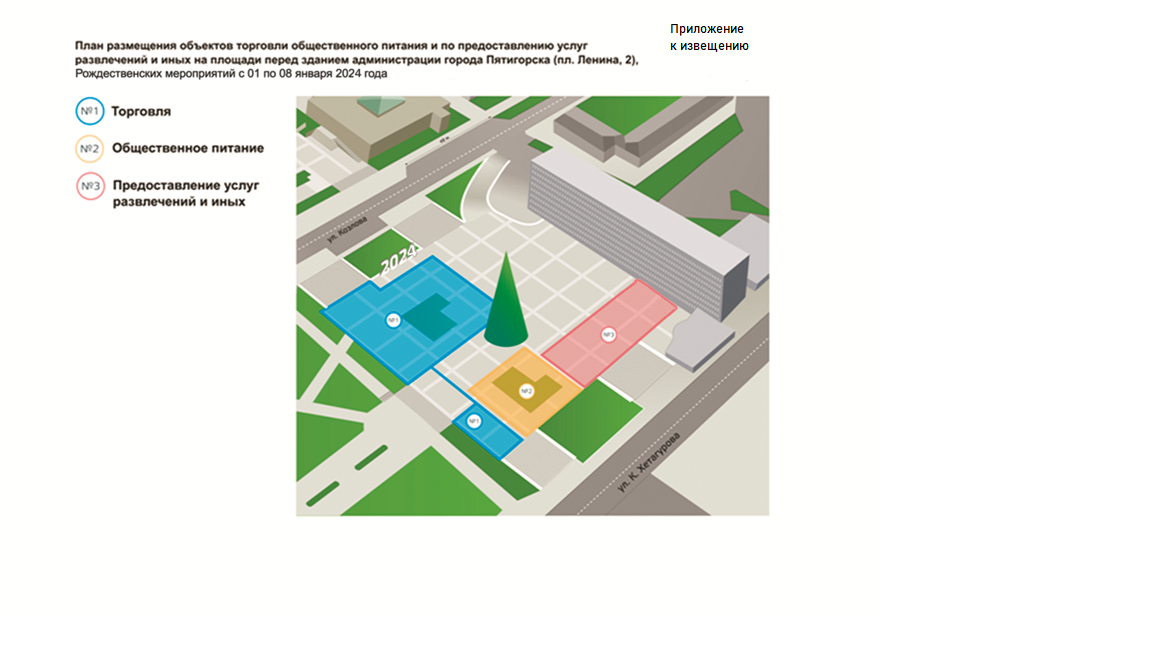 Приложение
к извещению
План размещения объектов торговли общественного питания и по предоставлению услуг
развлечений и иных на площади перед зданием администрации города Пятигорска (пл. Ленина, 2),
Рождественских мероприятий с 01 по 08 января 2024 года
№1 Торговля
№2 Общественное питание
№3 Предоставление услуг
развлечений и иных
ул. Козлова
2024
№1
№3
№2
№1
ул. К. Хетагурова